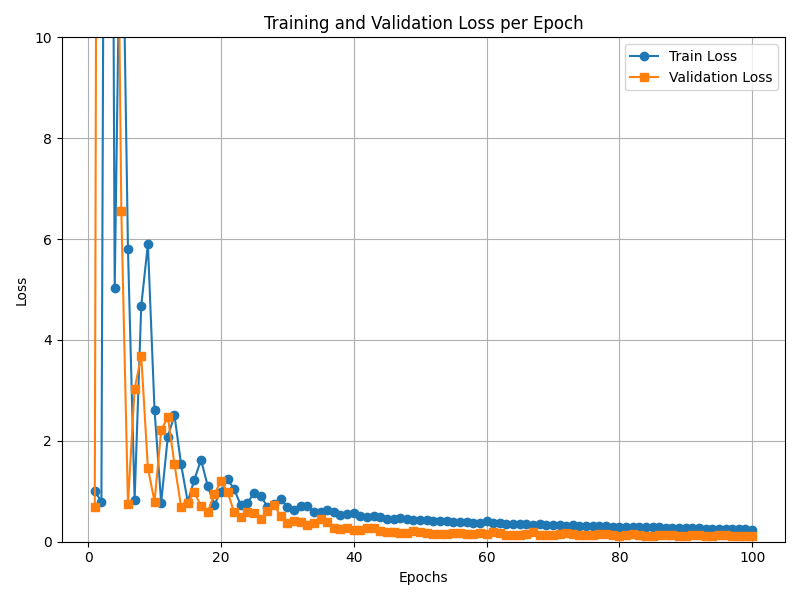 Training and Validation Loss per Epoch
Train Loss
Validation Loss
Loss
10
8
6
4
2
0
0 20 40 60 80 100
Epochs